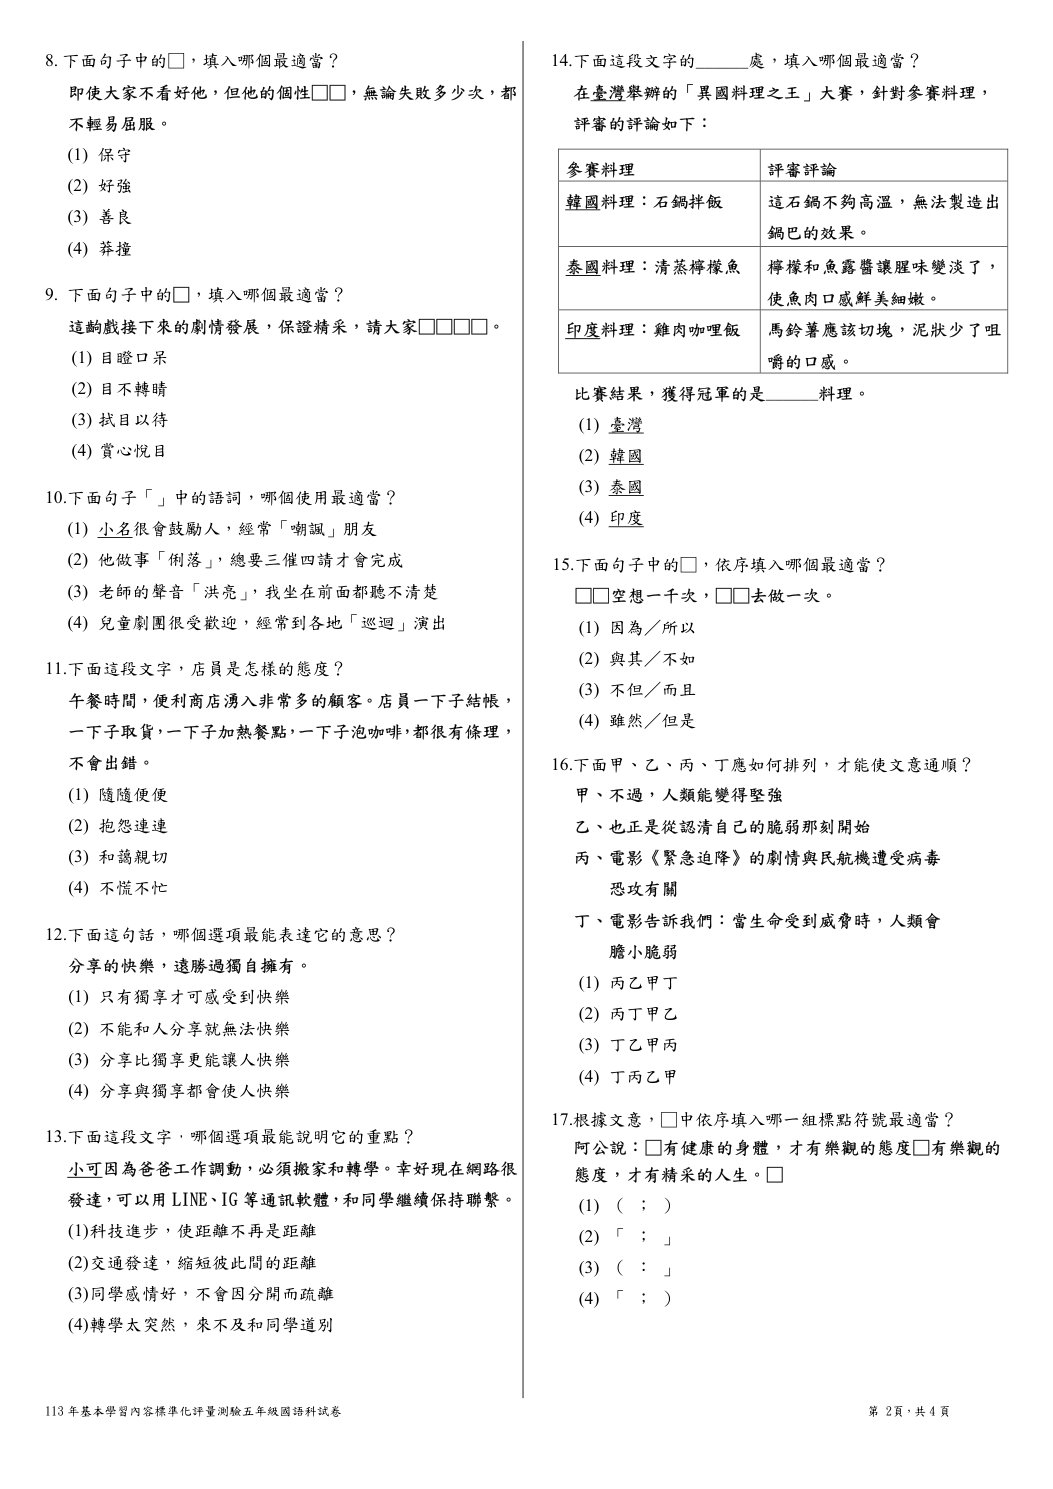 8. 下面句子中的□，填入哪個最適當？
即使大家不看好他，但他的個性□□，無論失敗多少次，都
不輕易屈服。
(1) 保守
(2) 好強
(3) 善良
(4) 莽撞
9. 下面句子中的□，填入哪個最適當？
這齣戲接下來的劇情發展，保證精采，請大家□□□□。
(1) 目瞪口呆
(2) 目不轉睛
(3) 拭目以待
(4) 賞心悅目
10.下面句子「」中的語詞，哪個使用最適當？
(1) 小名很會鼓勵人，經常「嘲諷」朋友
(2) 他做事「俐落」，總要三催四請才會完成
(3) 老師的聲音「洪亮」，我坐在前面都聽不清楚
(4) 兒童劇團很受歡迎，經常到各地「巡迴」演出
11.下面這段文字，店員是怎樣的態度？
午餐時間，便利商店湧入非常多的顧客。店員一下子結帳，
一下子取貨，一下子加熱餐點，一下子泡咖啡，都很有條理，
不會出錯。
(1) 隨隨便便
(2) 抱怨連連
(3) 和藹親切
(4) 不慌不忙
12.下面這句話，哪個選項最能表達它的意思？
分享的快樂，遠勝過獨自擁有。
(1) 只有獨享才可感受到快樂
(2) 不能和人分享就無法快樂
(3) 分享比獨享更能讓人快樂
(4) 分享與獨享都會使人快樂
13.下面這段文字，哪個選項最能說明它的重點？
小可因為爸爸工作調動，必須搬家和轉學。幸好現在網路很
發達，可以用 LINE、IG 等通訊軟體，和同學繼續保持聯繫。
(1)科技進步，使距離不再是距離
(2)交通發達，縮短彼此間的距離
(3)同學感情好，不會因分開而疏離
(4)轉學太突然，來不及和同學道別
14.下面這段文字的______處，填入哪個最適當？
在臺灣舉辦的「異國料理之王」大賽，針對參賽料理，
評審的評論如下：
參賽料理 評審評論
韓國料理：石鍋拌飯 這石鍋不夠高溫，無法製造出
鍋巴的效果。
泰國料理：清蒸檸檬魚 檸檬和魚露醬讓腥味變淡了，
使魚肉口感鮮美細嫩。
印度料理：雞肉咖哩飯 馬鈴薯應該切塊，泥狀少了咀
嚼的口感。
比賽結果，獲得冠軍的是______料理。
(1) 臺灣
(2) 韓國
(3) 泰國
(4) 印度
15.下面句子中的□，依序填入哪個最適當？
□□空想一千次，□□去做一次。
(1) 因為／所以
(2) 與其／不如
(3) 不但／而且
(4) 雖然／但是
16.下面甲、乙、丙、丁應如何排列，才能使文意通順？
甲、不過，人類能變得堅強
乙、也正是從認清自己的脆弱那刻開始
丙、電影《緊急迫降》的劇情與民航機遭受病毒
恐攻有關
丁、電影告訴我們：當生命受到威脅時，人類會
膽小脆弱
(1) 丙乙甲丁
(2) 丙丁甲乙
(3) 丁乙甲丙
(4) 丁丙乙甲
17.根據文意，□中依序填入哪一組標點符號最適當？
阿公說：□有健康的身體，才有樂觀的態度□有樂觀的
態度，才有精采的人生。□
(1) （ ； ）
(2) 「 ； 」
(3) （ ： 」
(4) 「 ； ）
113 年基本學習內容標準化評量測驗五年級國語科試卷
第 2頁，共 4 頁